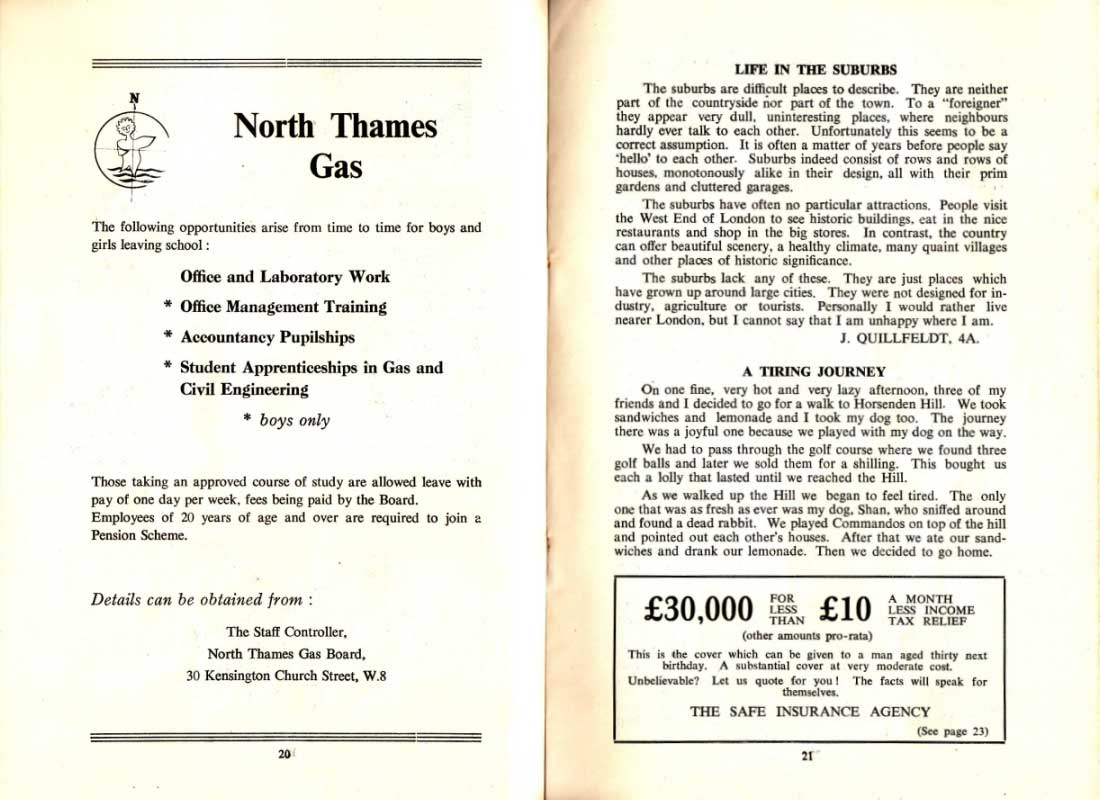 N
North Thames
Gas
The following opportunities arise from time to time for boys and
girls leaving school :
Office and Laboratory Work
* Office Management Training
* Accountancy Pupilships
* Student Apprenticeships in Gas and
Civil Engineering
* boys only
Those taking an approved course of study are allowed leave with
pay of one day per week, fees being paid by the Board.
Employees of 20 years of age and over are required to join a
Pension Scheme.
Details can be obtained from :
The Staff Controller,
North Thames Gas Board,
30 Kensington Church Street, W.8
20
LIFE IN THE SUBURBS
The suburbs are difficult places to describe. They are neither
part of the countryside nor part of the town. To a "foreigner"
they appear very dull, uninteresting places, where neighbours
hardly ever talk to each other. Unfortunately this seems to be a
correct assumption. It is often a matter of years before people say
'hello' to each other. Suburbs indeed consist of rows and rows of
houses, monotonously alike in their design, all with their prim
gardens and cluttered garages.
The suburbs have often no particular attractions. People visit
the West End of London to see historic buildings, eat in the nice
restaurants and shop in the big stores. In contrast, the country
can offer beautiful scenery, a healthy climate, many quaint villages
and other places of historic significance.
The suburbs lack any of these. They are just places which
have grown up around large cities. They were not designed for in-
dustry, agriculture or tourists. Personally I would rather live
nearer London, but I cannot say that I am unhappy where I am.
J. QUILLFELDT, 4A.
A TIRING JOURNEY
On one fine, very hot and very lazy afternoon, three of my
friends and I decided to go for a walk to Horsenden Hill. We took
sandwiches and lemonade and I took my dog too. The journey
there was a joyful one because we played with my dog on the way.
We had to pass through the golf course where we found three
golf balls and later we sold them for a shilling. This bought us
each a lolly that lasted until we reached the Hill.
As we walked up the Hill we began to feel tired. The only
one that was as fresh as ever was my dog, Shan, who sniffed around
and found a dead rabbit. We played Commandos on top of the hill
and pointed out each other's houses. After that we ate our sand-
wiches and drank our lemonade. Then we decided to go home.
£30,000 FOR LESS THAN £10 A MONTH LESS INCOME TAX RELIEF
(other amounts pro-rata)
This is the cover which can be given to a man aged thirty next
birthday. A substantial cover at very moderate cost.
Unbelievable? Let us quote for you! The facts will speak for
themselves.
THE SAFE INSURANCE AGENCY
(See page 23)
21